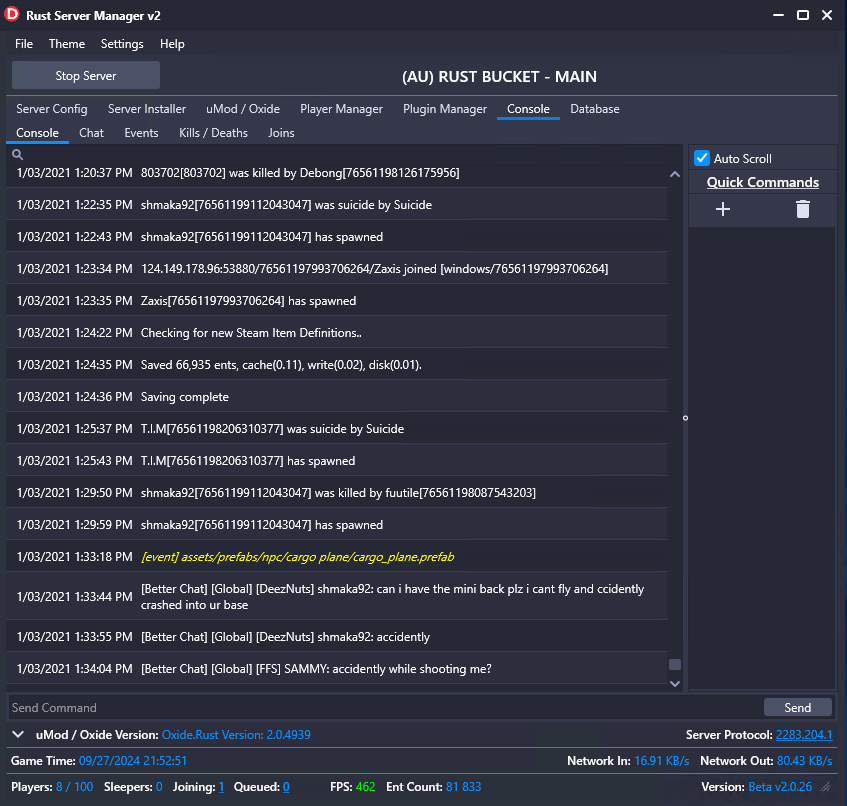 Rust Server Manager v2
File Theme Settings Help
Stop Server
(AU) RUST BUCKET - MAIN
Server Config Server Installer uMod / Oxide Player Manager Plugin Manager Console Database
Console Chat Events Kills / Deaths Joins
Auto Scroll
Quick Commands
1/03/2021 1:20:37 PM 803702[803702] was killed by Debong[76561198126175956]
1/03/2021 1:22:35 PM shmaka92[76561199112043047] was suicide by Suicide
1/03/2021 1:22:43 PM shmaka92[76561199112043047] has spawned
1/03/2021 1:23:34 PM 124.149.178.96:53880/76561197993706264/Zaxis joined [windows/76561197993706264]
1/03/2021 1:23:35 PM Zaxis[76561197993706264] has spawned
1/03/2021 1:24:22 PM Checking for new Steam Item Definitions..
1/03/2021 1:24:35 PM Saved 66,935 ents, cache(0.11), write(0.02), disk(0.01).
1/03/2021 1:24:36 PM Saving complete
1/03/2021 1:25:37 PM T.I.M[76561198206310377] was suicide by Suicide
1/03/2021 1:25:43 PM T.I.M[76561198206310377] has spawned
1/03/2021 1:29:50 PM shmaka92[76561199112043047] was killed by fuutile[76561198087543203]
1/03/2021 1:29:59 PM shmaka92[76561199112043047] has spawned
1/03/2021 1:33:18 PM [event] assets/prefabs/npc/cargo plane/cargo_plane.prefab
1/03/2021 1:33:44 PM [Better Chat] [Global] [DeezNuts] shmaka92: can i have the mini back plz i cant fly and ccidently
crashed into ur base
1/03/2021 1:33:55 PM [Better Chat] [Global] [DeezNuts] shmaka92: accidently
1/03/2021 1:34:04 PM [Better Chat] [Global] [FFS] SAMMY: accidently while shooting me?
Send Command Send
uMod / Oxide Version: Oxide.Rust Version: 2.0.4939 Server Protocol: 2283.204.1
Game Time: 09/27/2024 21:52:51 Network In: 16.91 KB/s Network Out: 80.43 KB/s
Players: 8 / 100 Sleepers: 0 Joining: 1 Queued: 0 FPS: 462 Ent Count: 81 833 Version: Beta v2.0.26